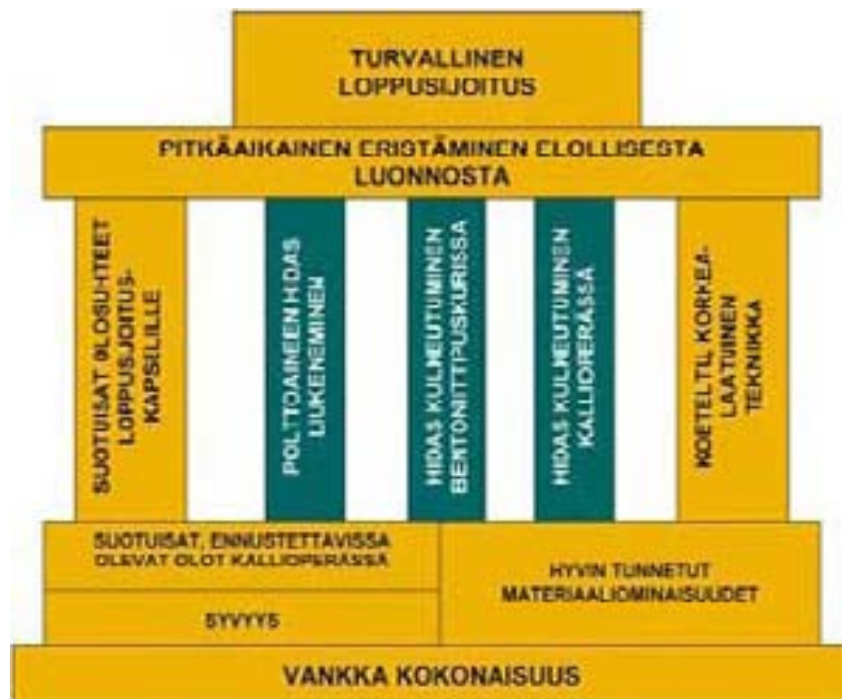 TURVALLINEN
LOPPUSIJOITUS
PITKÄAIKAINEN ERISTÄMINEN ELOLLISESTA
LUONNOSTA
SUOTUISAT OLOSUHTEET
LOPPUSIJOITUS-
KAPSELILLE
POLTTOAINEEN HIDAS
LIUKENEMINEN
HIDAS KULKEUTUMINEN
BENTONIITTIPUSKURISSA
HIDAS KULKEUTUMINEN
KALLIOPERÄSSÄ
KOETELTU, KORKEA-
LAATUINEN
TEKNIIKKA
SUOTUISAT, ENNUSTETTAVISSA
OLEVAT OLOT KALLIOPERÄSSÄ
SYVYYS
HYVIN TUNNETUT
MATERIAALIOMINAISUUDET
VANKKA KOKONAISUUS